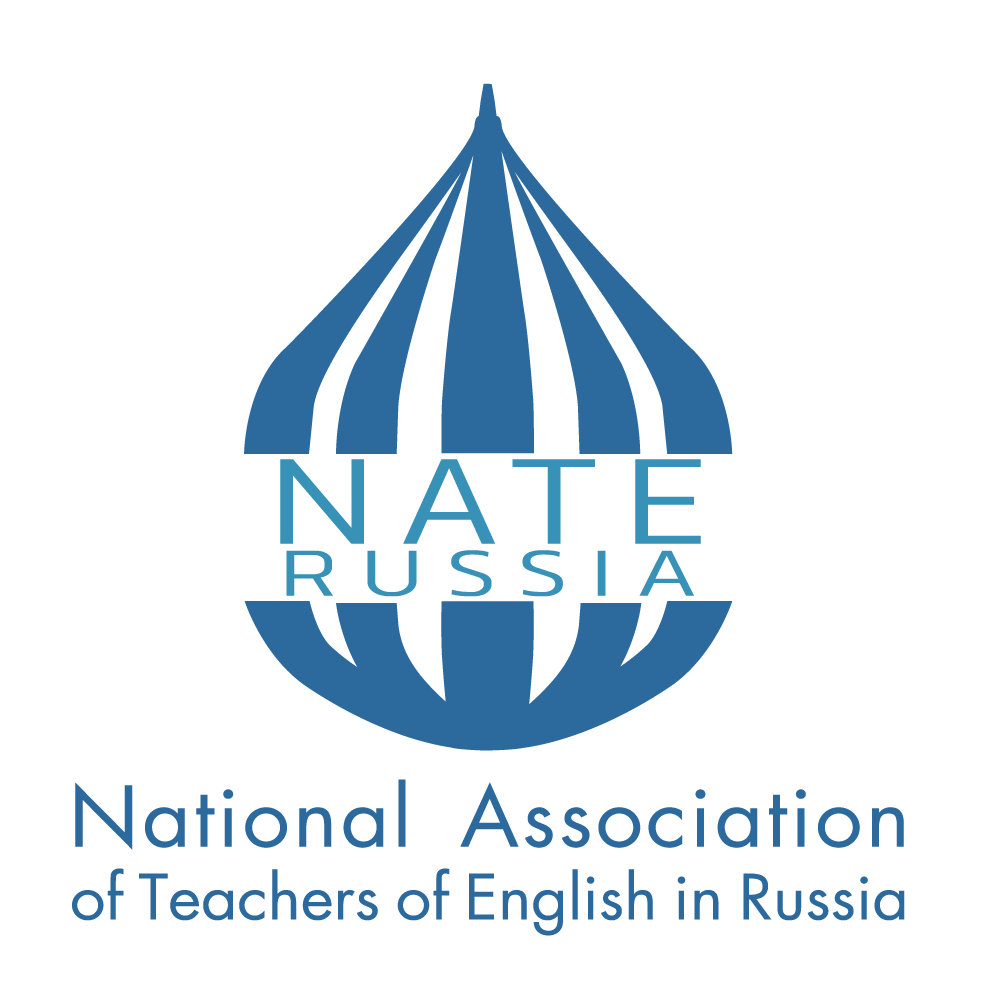 NATE
RUSSIA
National Association
of Teachers of English in Russia